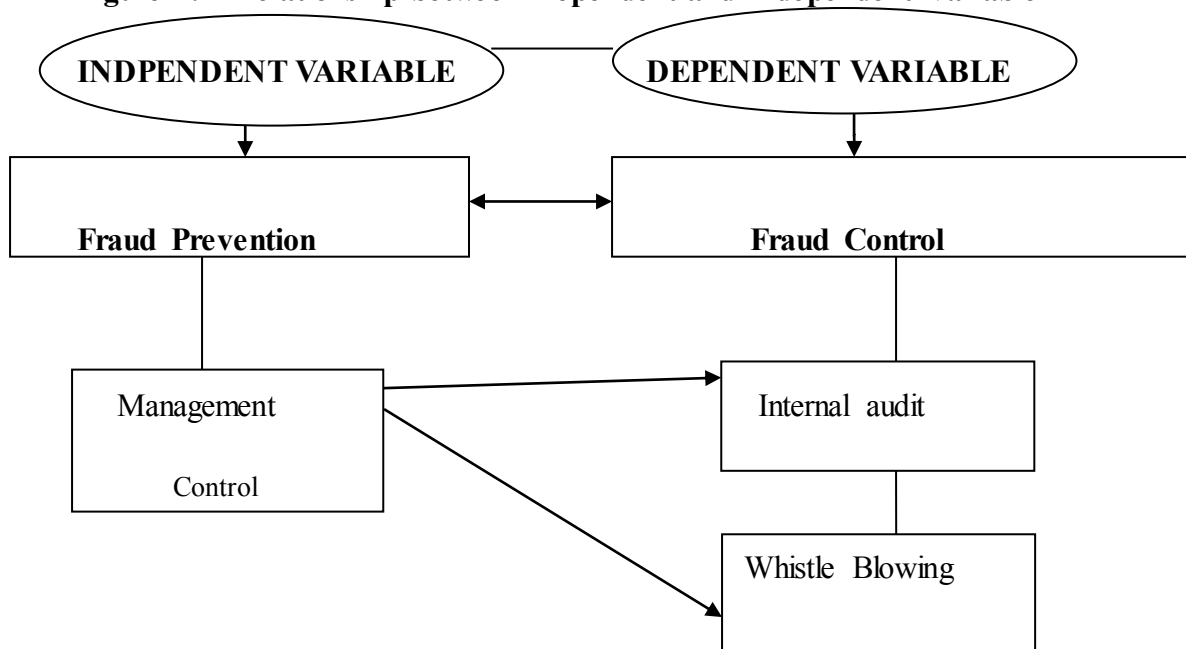 INDPENDENT VARIABLE
DEPENDENT VARIABLE
Fraud Prevention
Fraud Control
Management
Control
Internal audit
Whistle Blowing